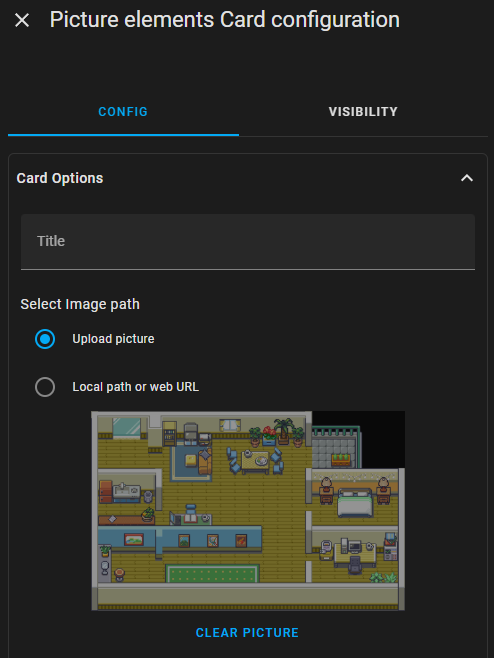 Picture elements Card configuration
CONFIG
VISIBILITY
Card Options
Title
Select Image path
Upload picture
Local path or web URL
CLEAR PICTURE